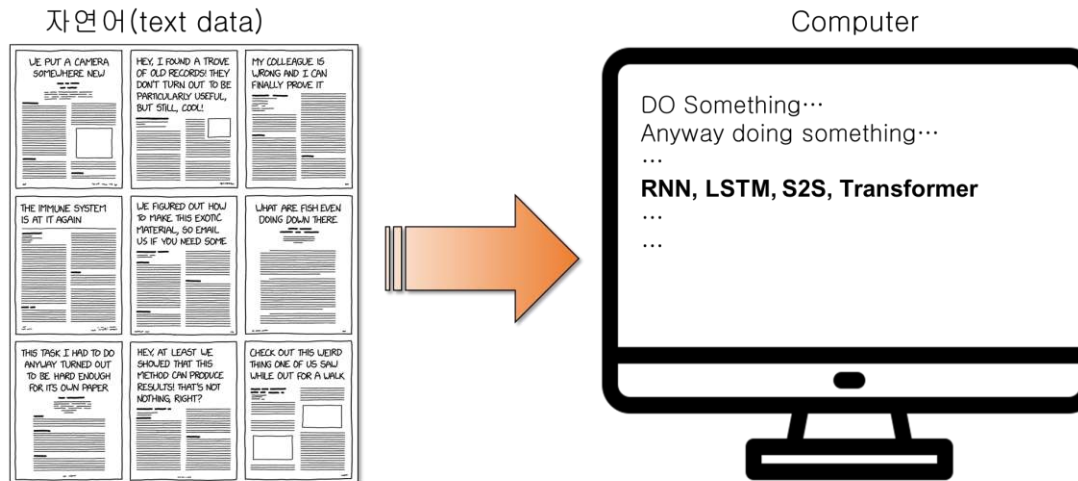 자연어(text data)
WE PUT A CAMERA
SOMEWHERE NEW
HEY, I FOUND A TROVE
OF OLD RECORDS! THEY
DON'T TURN OUT TO BE
PARTICULARLY USEFUL,
BUT STILL, COOL!
MY COLLEAGUE IS
WRONG AND I CAN
FINALLY PROVE IT
THE IMMUNE SYSTEM
IS AT IT AGAIN
WE FIGURED OUT HOW
TO MAKE THIS EXOTIC
MATERIAL, SO EMAIL
US IF YOU NEED SOME
WHAT ARE FISH EVEN
DOING DOWN THERE
THIS TASK I HAD TO DO
ANYWAY TURNED OUT
TO BE HARD ENOUGH
FOR ITS OWN PAPER
HEY, AT LEAST WE
SHOWED THAT THIS
METHOD CAN PRODUCE
RESULTS! THAT'S NOT
NOTHING, RIGHT?
CHECK OUT THIS WEIRD
THING ONE OF US SAW
WHILE OUT FOR A WALK
Computer
DO Something…
Anyway doing something…
…
RNN, LSTM, S2S, Transformer
…
…